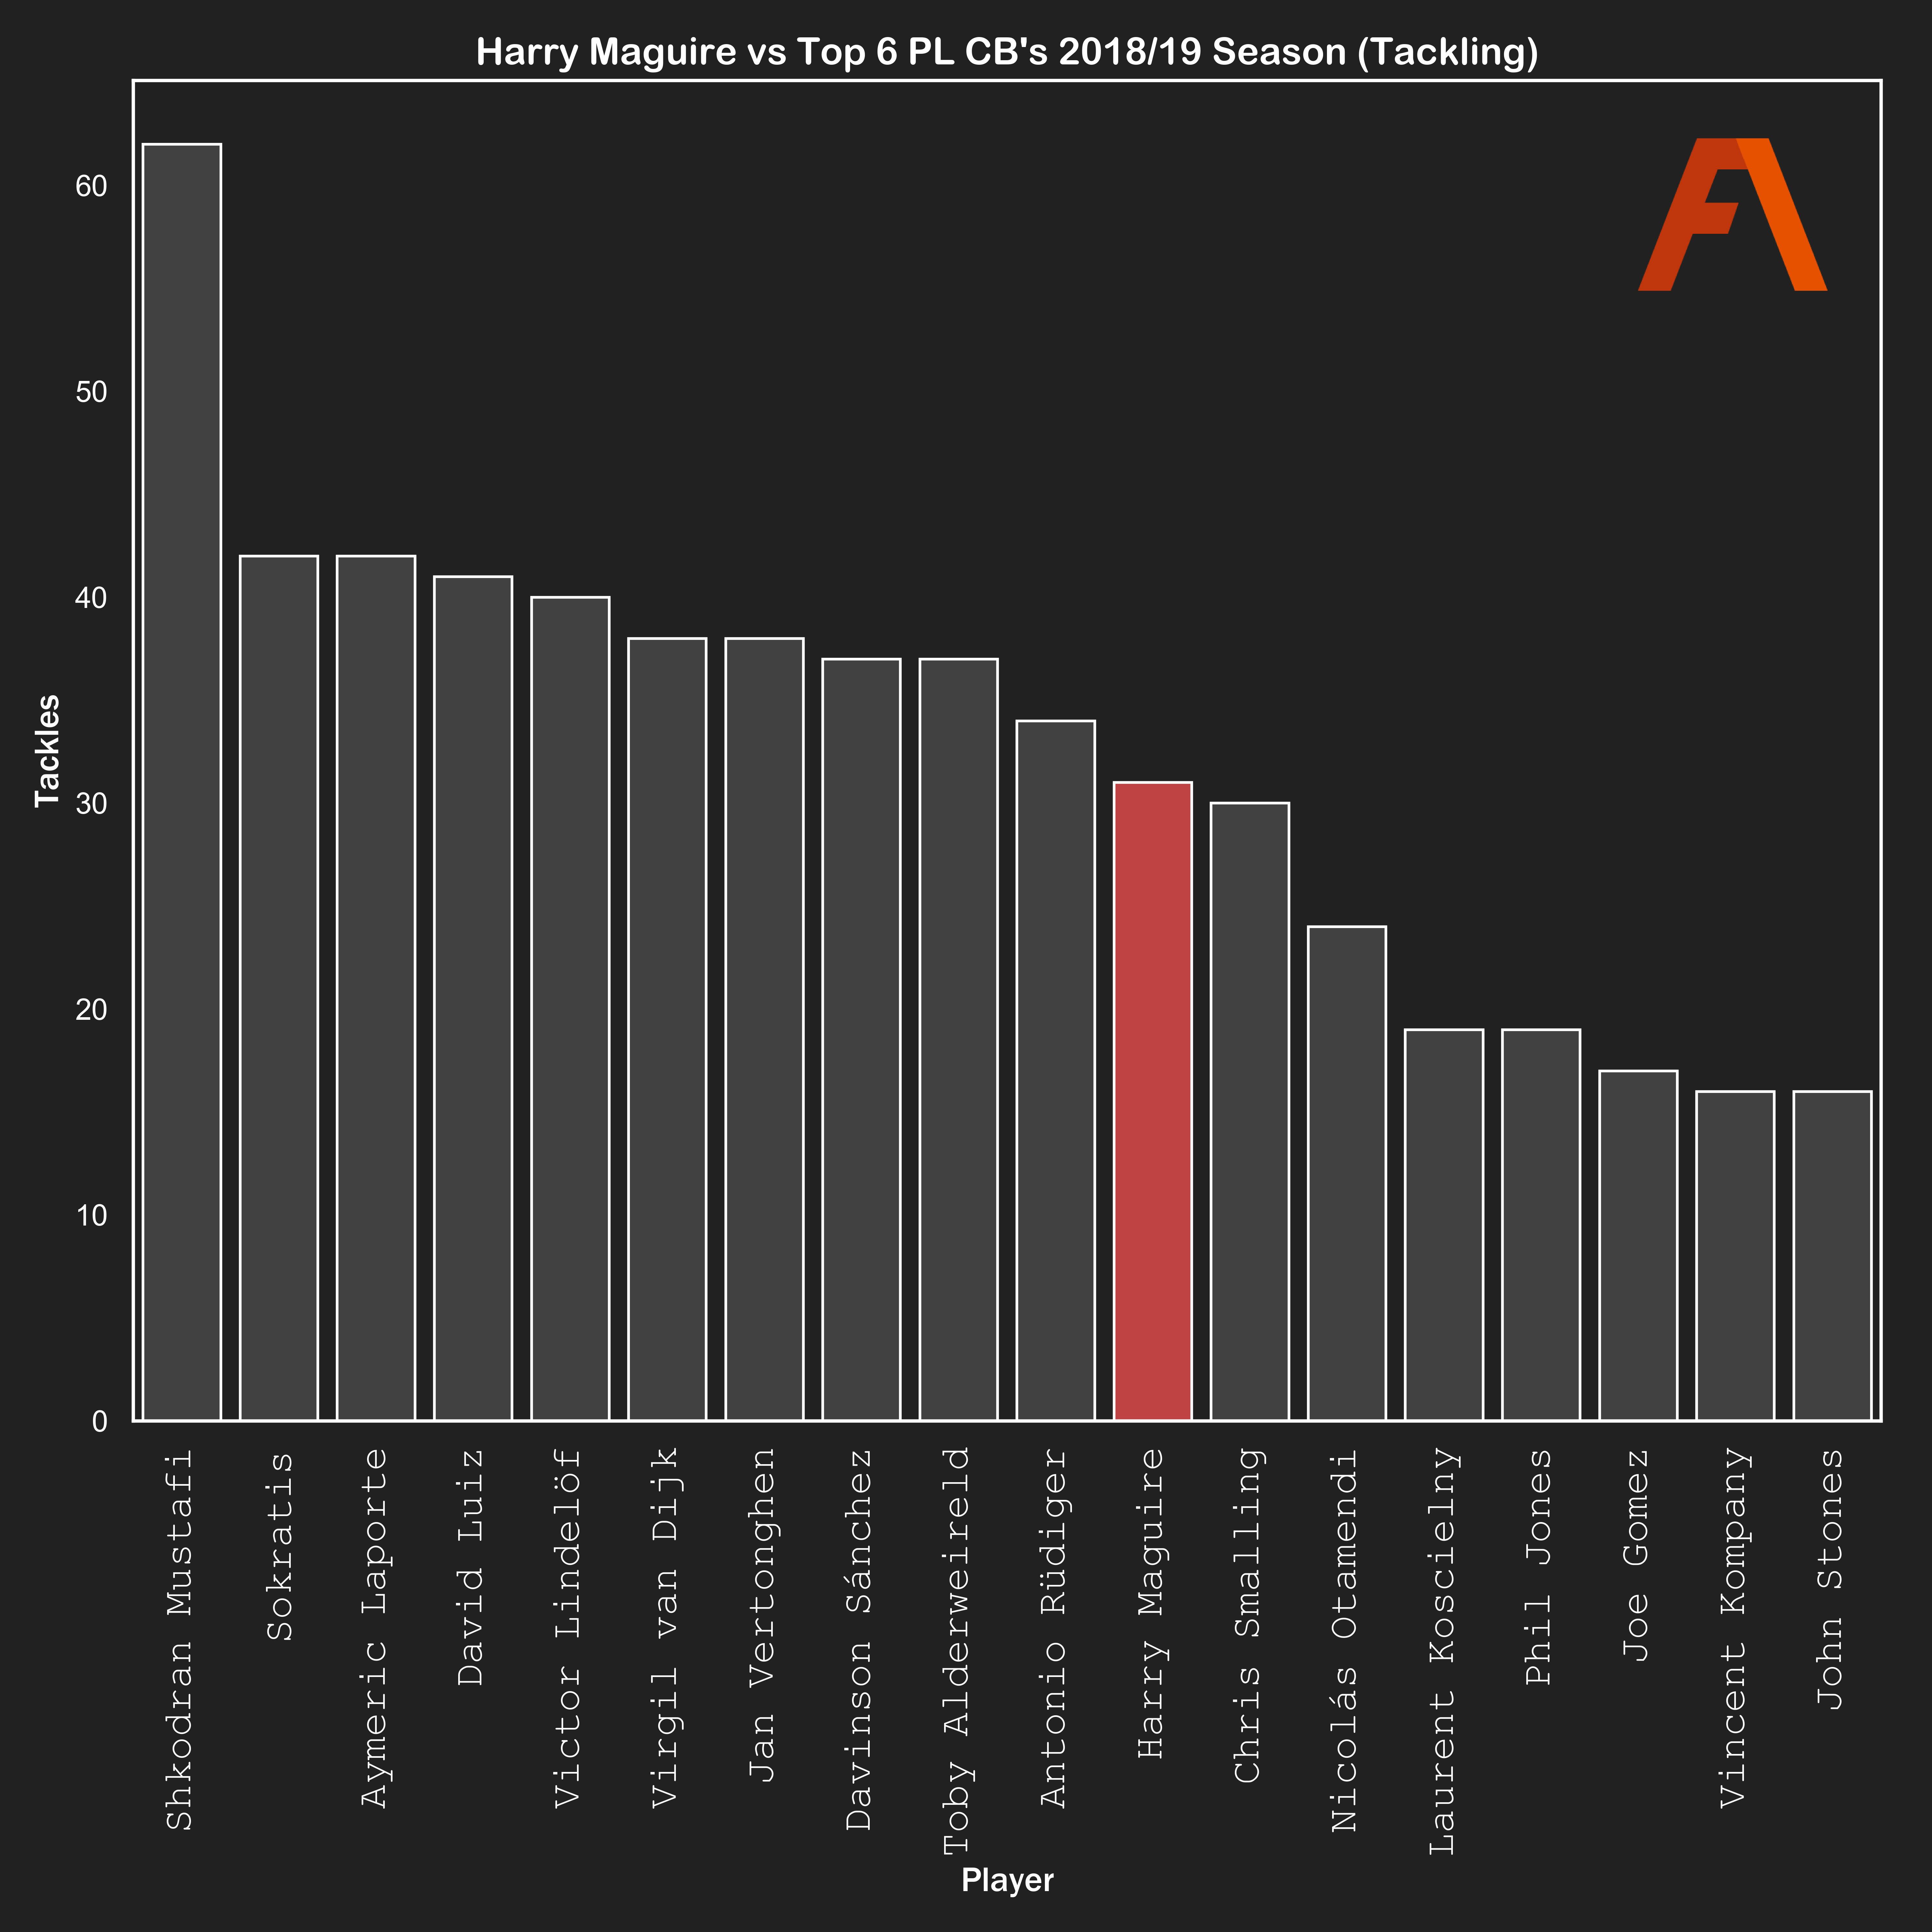 Harry Maguire vs Top 6 PL CB's 2018/19 Season (Tackling)
60
50
40
30
20
10
0
Tackles
Shkodran Mustafi
Sokratis
Aymeric Laporte
David Luiz
Victor Lindelöf
Virgil van Dijk
Jan Vertonghen
Davinson Sánchez
Toby Alderweireld
Antonio Rüdiger
Harry Maguire
Chris Smalling
Nicolás Otamendi
Laurent Koscielny
Phil Jones
Joe Gomez
Vincent Kompany
John Stones
Player